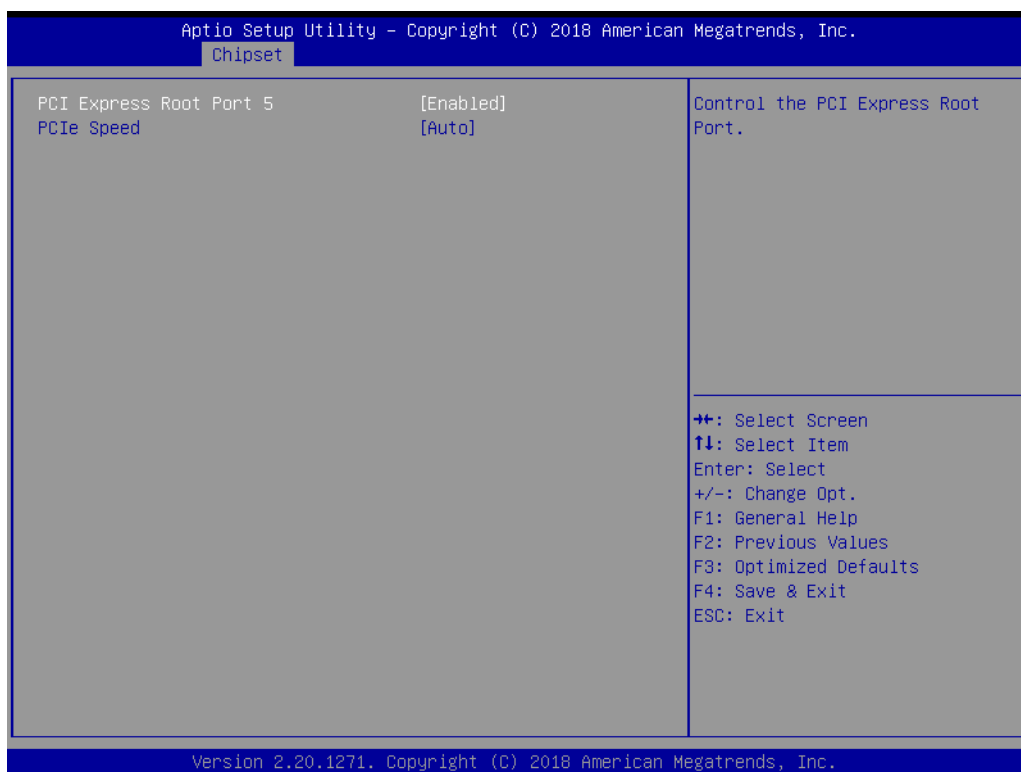 Aptio Setup Utility – Copyright (C) 2018 American Megatrends, Inc.
Chipset
PCI Express Root Port 5 [Enabled]
PCIe Speed [Auto]
Control the PCI Express Root
Port.
→←: Select Screen
↑↓: Select Item
Enter: Select
+/-: Change Opt.
F1: General Help
F2: Previous Values
F3: Optimized Defaults
F4: Save & Exit
ESC: Exit
Version 2.20.1271. Copyright (C) 2018 American Megatrends, Inc.